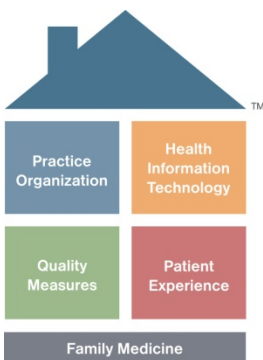 TM
Practice
Organization
Health
Information
Technology
Quality
Measures
Patient
Experience
Family Medicine